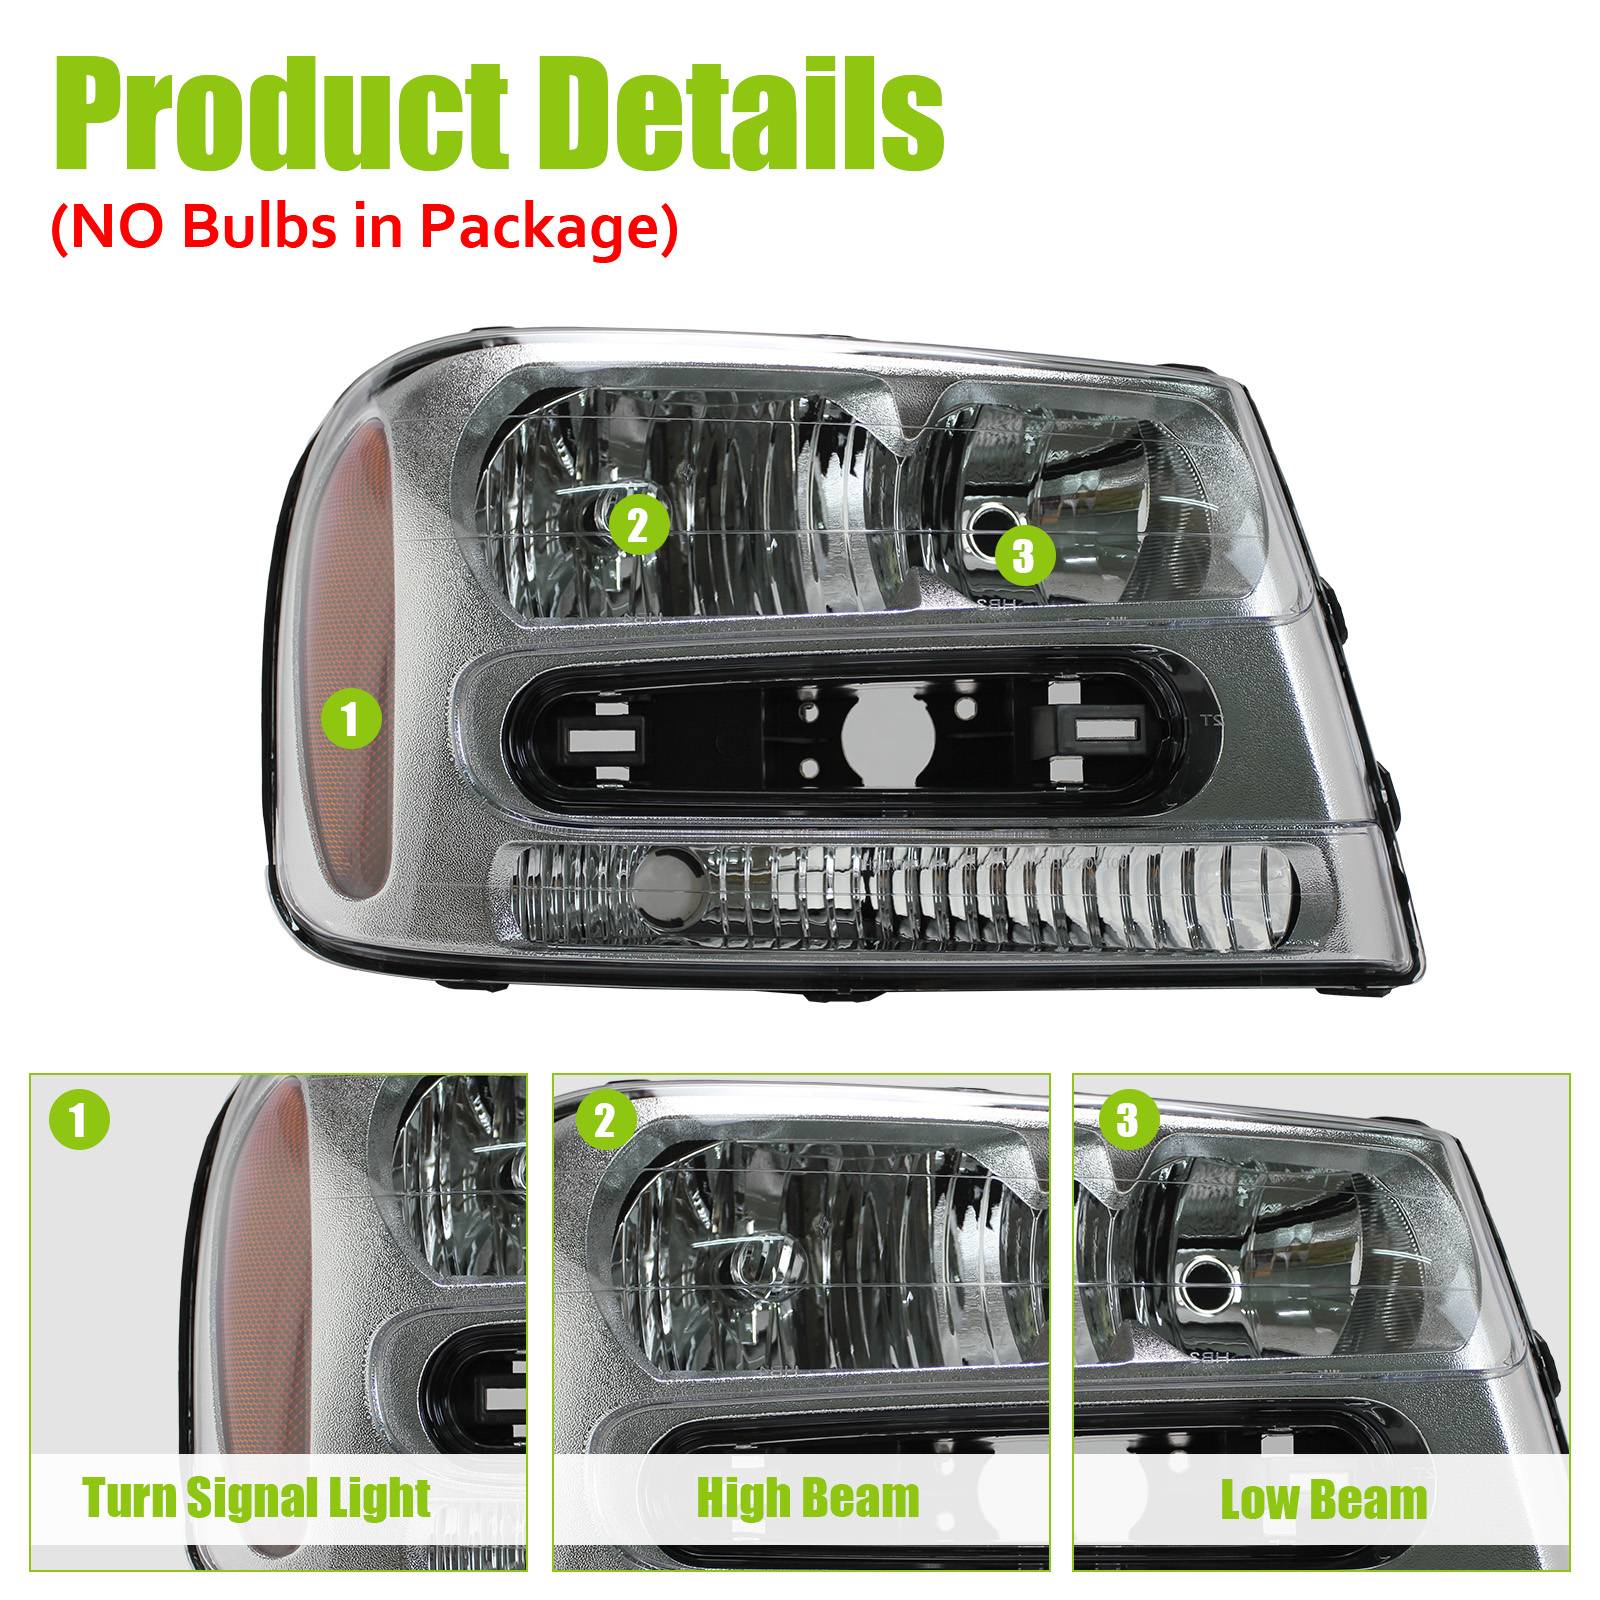 Product Details
(NO Bulbs in Package)
2
3
1
1
2
3
Turn Signal Light
High Beam
Low Beam